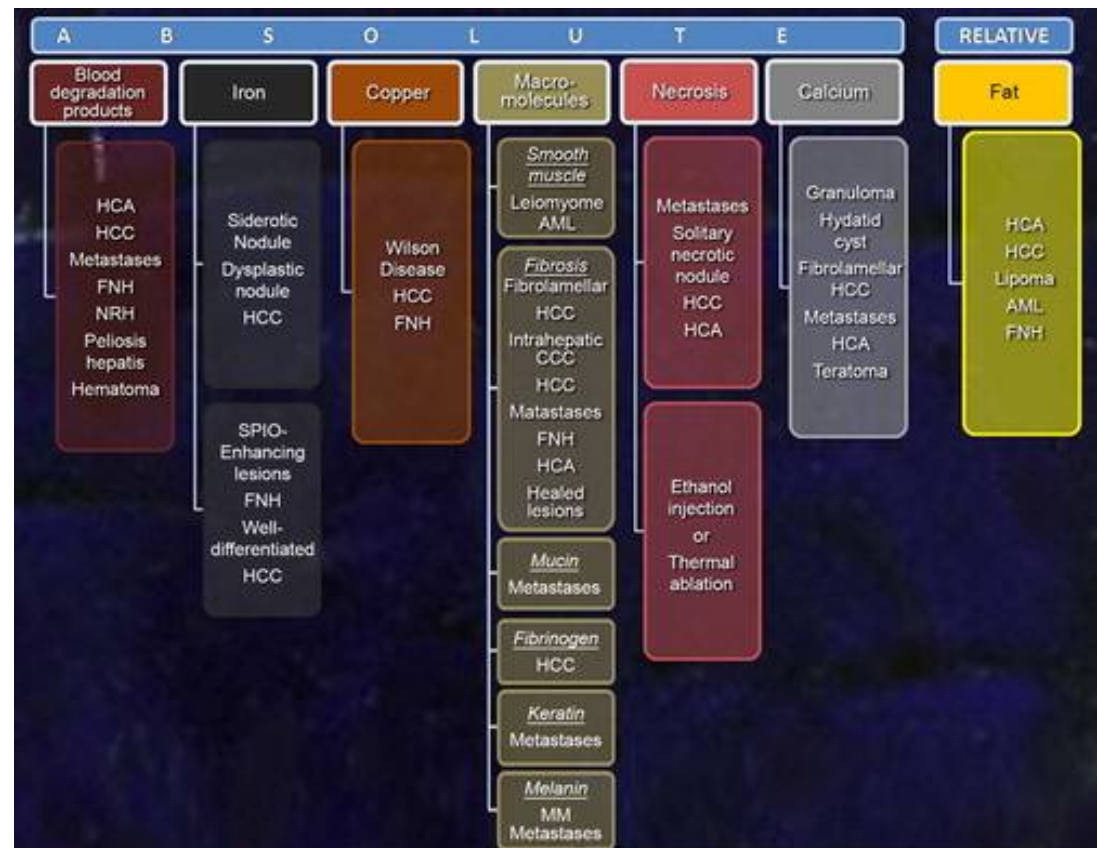 A B S O L U T E
RELATIVE
Blood
degradation
products
HCA
HCC
Metastases
FNH
NRH
Peliosis
hepatis
Hematoma
Iron
Siderotic
Nodule
Dysplastic
nodule
HCC
SPIO-
Enhancing
lesions
FNH
Well-
differentiated
HCC
Copper
Wilson
Disease
HCC
FNH
Macro-
molecules
Smooth
muscle
Leiomyome
AML
Fibrosis
Fibrolamellar
HCC
Intrahepatic
CCC
HCC
Matastases
FNH
HCA
Healed
lesions
Mucin
Metastases
Fibrinogen
HCC
Keratin
Metastases
Melanin
MM
Metastases
Necrosis
Metastases
Solitary
necrotic
nodule
HCC
HCA
Ethanol
injection
or
Thermal
ablation
Calcium
Granuloma
Hydatid
cyst
Fibrolamellar
HCC
Metastases
HCA
Teratoma
Fat
HCA
HCC
Lipoma
AML
FNH